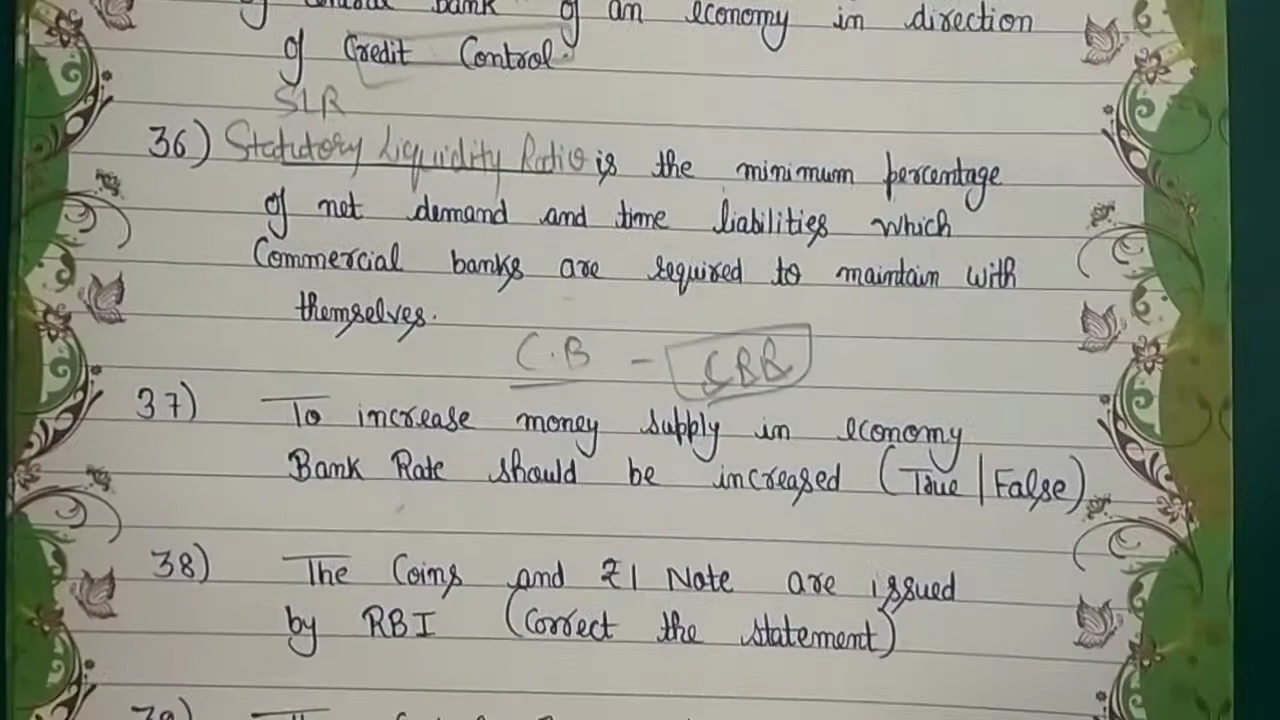 bank of an economy in direction
of Credit Control.
SLR
36) Statutory Liquidity Ratio is the minimum percentage
of net demand and time liabilities which
Commercial banks are required to maintain with
themselves.
C.B - CRR
37) To increase money supply in economy
Bank Rate should be increased (True | False)
38) The Coins and ₹1 Note are issued
by RBI (Correct the statement)
39)